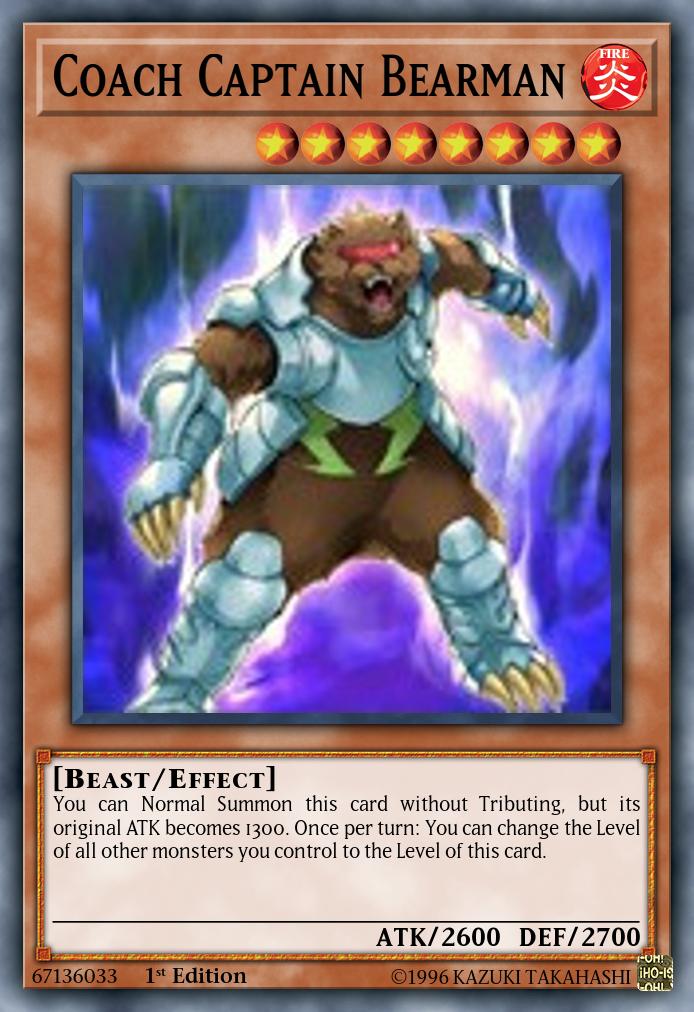 Coach Captain Bearman
FIRE
炎
[Beast/Effect]
You can Normal Summon this card without Tributing, but its
original ATK becomes 1300. Once per turn: You can change the Level
of all other monsters you control to the Level of this card.
ATK/2600 DEF/2700
67136033 1st Edition ©1996 KAZUKI TAKAHASHI